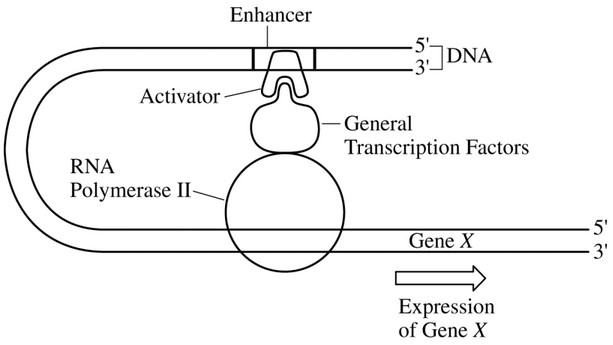 Enhancer
5'
3'
DNA
Activator
General
Transcription Factors
RNA
Polymerase II
Gene X
5'
3'
Expression
of Gene X